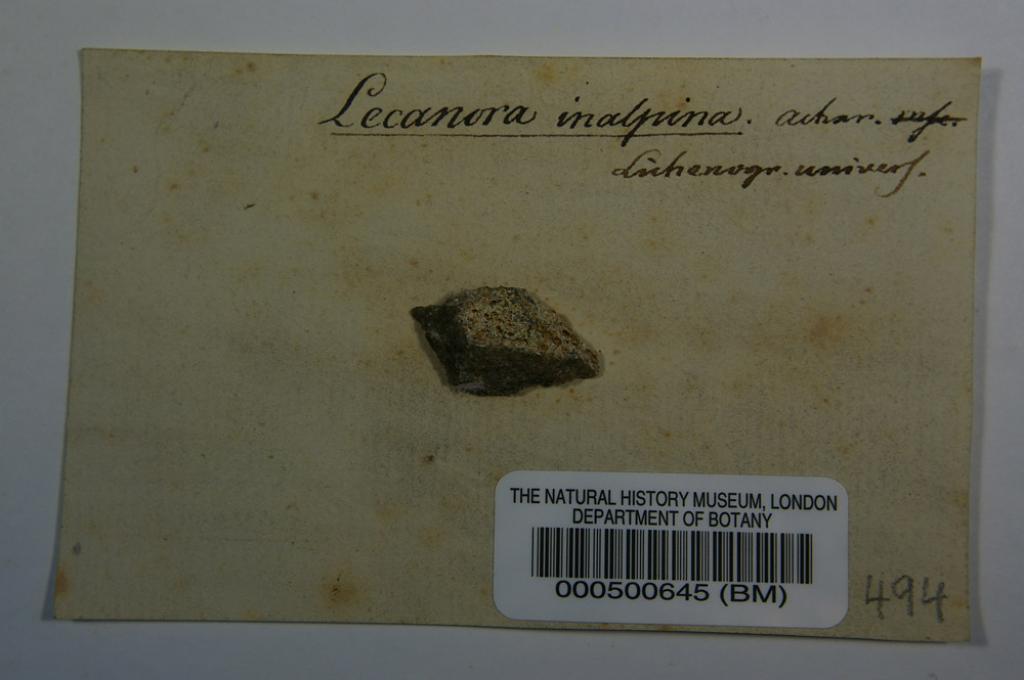 Lecanora inalpina. achar.
Lichenogr. univers.
THE NATURAL HISTORY MUSEUM, LONDON
DEPARTMENT OF BOTANY
000500645 (BM)
494